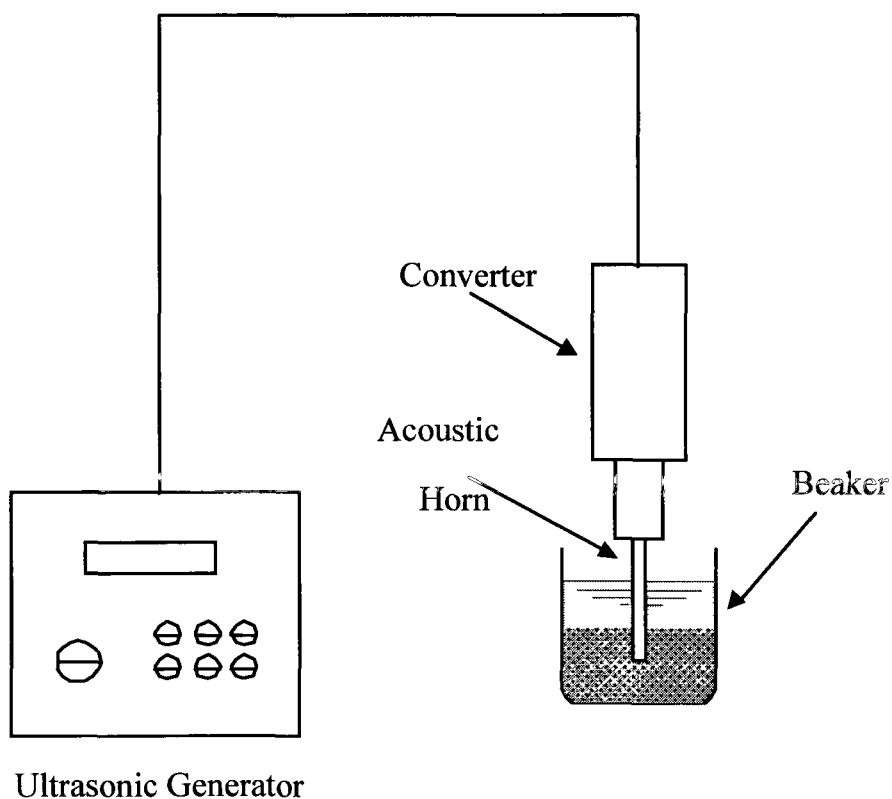 Converter
Acoustic
Horn
Beaker
Ultrasonic Generator